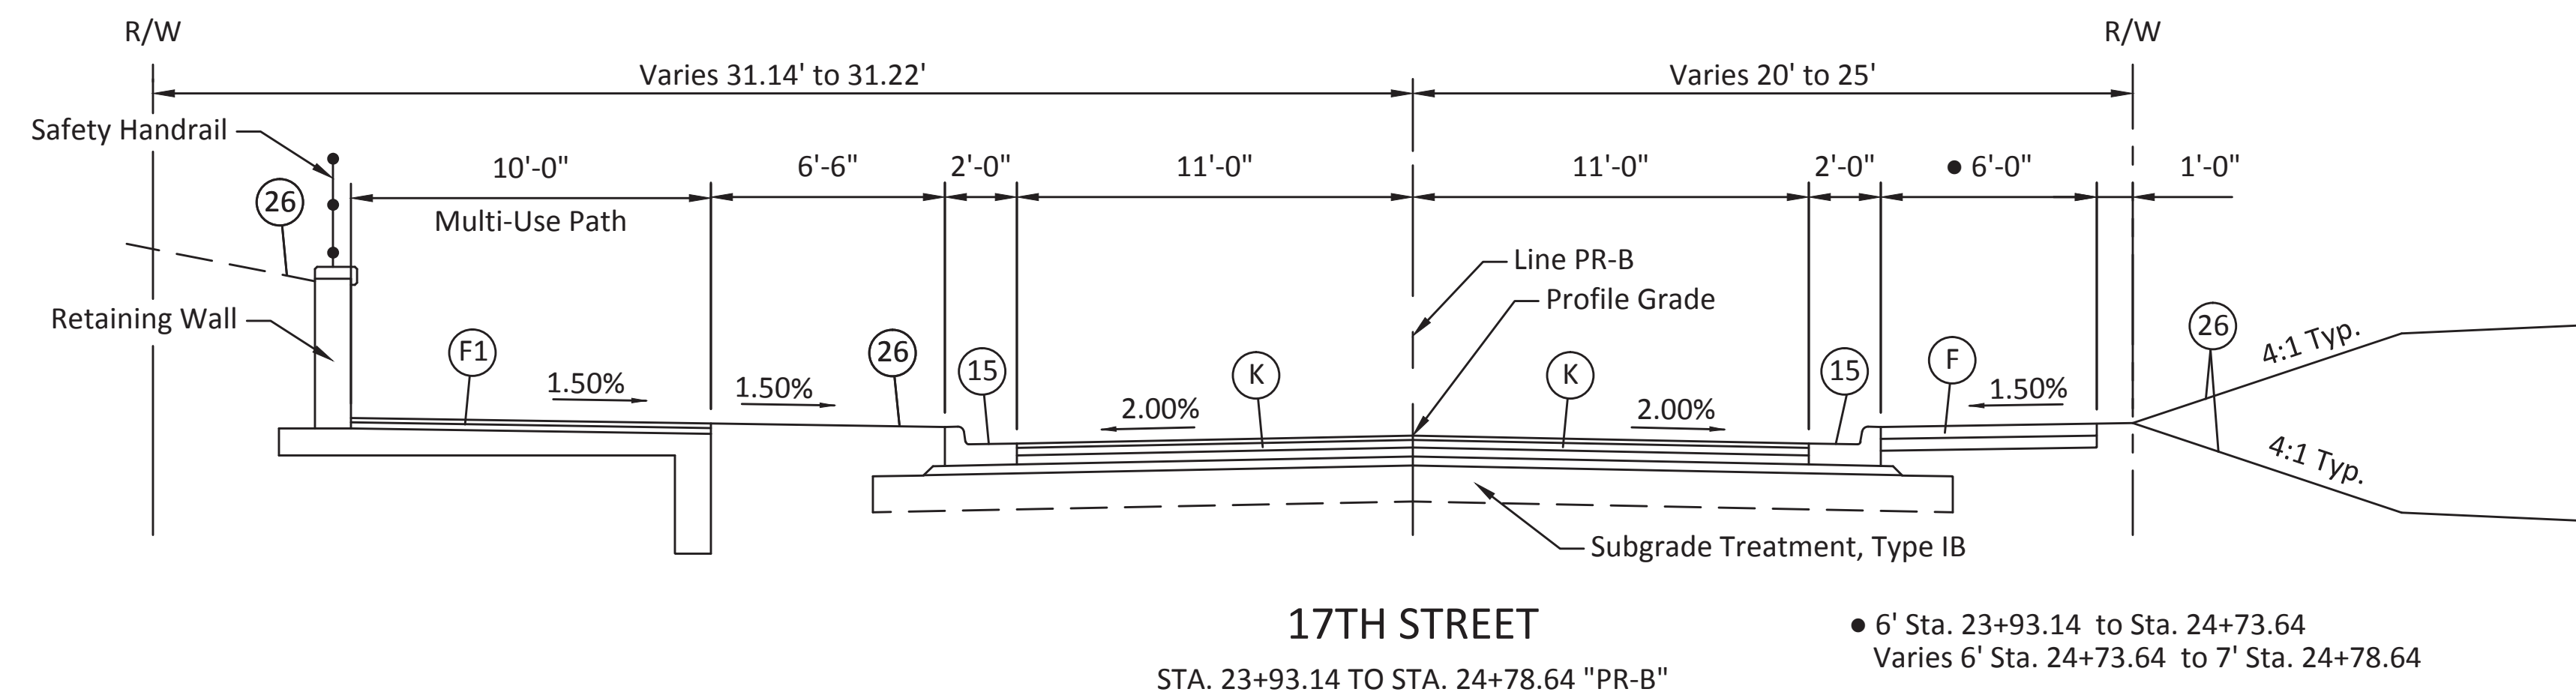 R/W
R/W
Varies 31.14' to 31.22'
Varies 20' to 25'
Safety Handrail
10'-0"
6'-6"
2'-0"
11'-0"
11'-0"
2'-0"
● 6'-0"
1'-0"
26
Multi-Use Path
Line PR-B
Profile Grade
Retaining Wall
F1
26
15
K
K
15
F
26
4:1 Typ.
1.50%
1.50%
2.00%
2.00%
1.50%
4:1 Typ.
Subgrade Treatment, Type IB
17TH STREET
STA. 23+93.14 TO STA. 24+78.64 "PR-B"
● 6' Sta. 23+93.14 to Sta. 24+73.64
Varies 6' Sta. 24+73.64 to 7' Sta. 24+78.64